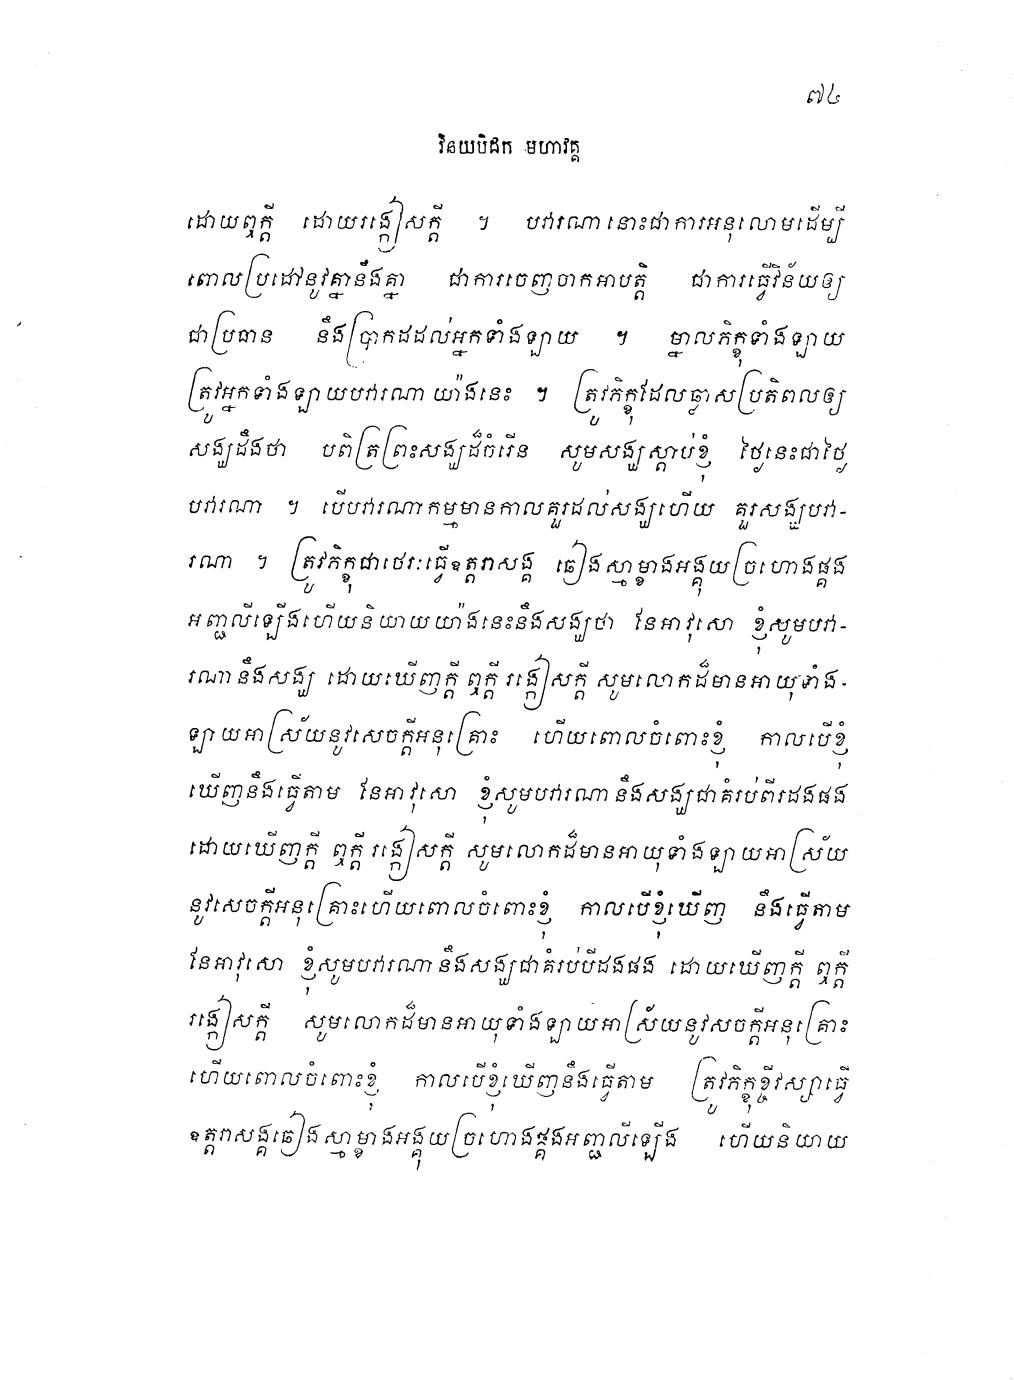 ៧៤
វិនយបិដក មហាវគ្គ
ដោយឮក្តី ដោយរង្កៀសក្តី ។ បវារណានោះជាការអនុលោមដើម្បី
ពោលប្រដៅនូវគ្នានឹងគ្នា ជាការចេញចាកអាបត្តិ ជាការធ្វើវិន័យឲ្យ
ជាប្រធាន នឹងប្រាកដដល់អ្នកទាំងឡាយ ។ ម្នាលភិក្ខុទាំងឡាយ
ត្រូវអ្នកទាំងឡាយបវារណាយ៉ាងនេះ ។ ត្រូវភិក្ខុដែលឆ្លាសប្រតិពលឲ្យ
សង្ឃដឹងថា បពិត្រព្រះសង្ឃដ៏ចំរើន សូមសង្ឃស្តាប់ខ្ញុំ ថ្ងៃនេះជាថ្ងៃ
បវារណា ។ បើបវារណាកម្មមានកាលគួរដល់សង្ឃហើយ គួរសង្ឃបវា-
រណា ។ ត្រូវភិក្ខុជាថេរៈធ្វើឧត្តរាសង្គ ឆៀងស្មាម្ខាងអង្គុយច្រហោងផ្គង
អញ្ជលីឡើងហើយនិយាយយ៉ាងនេះនឹងសង្ឃថា នែអាវុសោ ខ្ញុំសូមបវា-
រណានឹងសង្ឃ ដោយឃើញក្តី ឮក្តី រង្កៀសក្តី សូមលោកដ៏មានអាយុទាំង-
ឡាយអាស្រ័យនូវសេចក្តីអនុគ្រោះ ហើយពោលចំពោះខ្ញុំ កាលបើខ្ញុំ
ឃើញនឹងធ្វើតាម នែអាវុសោ ខ្ញុំសូមបវារណានឹងសង្ឃជាគំរប់ពីរដងផង
ដោយឃើញក្តី ឮក្តី រង្កៀសក្តី សូមលោកដ៏មានអាយុទាំងឡាយអាស្រ័យ
នូវសេចក្តីអនុគ្រោះហើយពោលចំពោះខ្ញុំ កាលបើខ្ញុំឃើញ នឹងធ្វើតាម
នែអាវុសោ ខ្ញុំសូមបវារណានឹងសង្ឃជាគំរប់បីដងផង ដោយឃើញក្តី ឮក្តី
រង្កៀសក្តី សូមលោកដ៏មានអាយុទាំងឡាយអាស្រ័យនូវសចក្តីអនុគ្រោះ
ហើយពោលចំពោះខ្ញុំ កាលបើខ្ញុំឃើញនឹងធ្វើតាម ត្រូវភិក្ខុខ្ចីវស្សាធ្វើ
ឧត្តរាសង្គឆៀងស្មាម្ខាងអង្គុយច្រហោងផ្គងអញ្ជលីឡើង ហើយនិយាយ